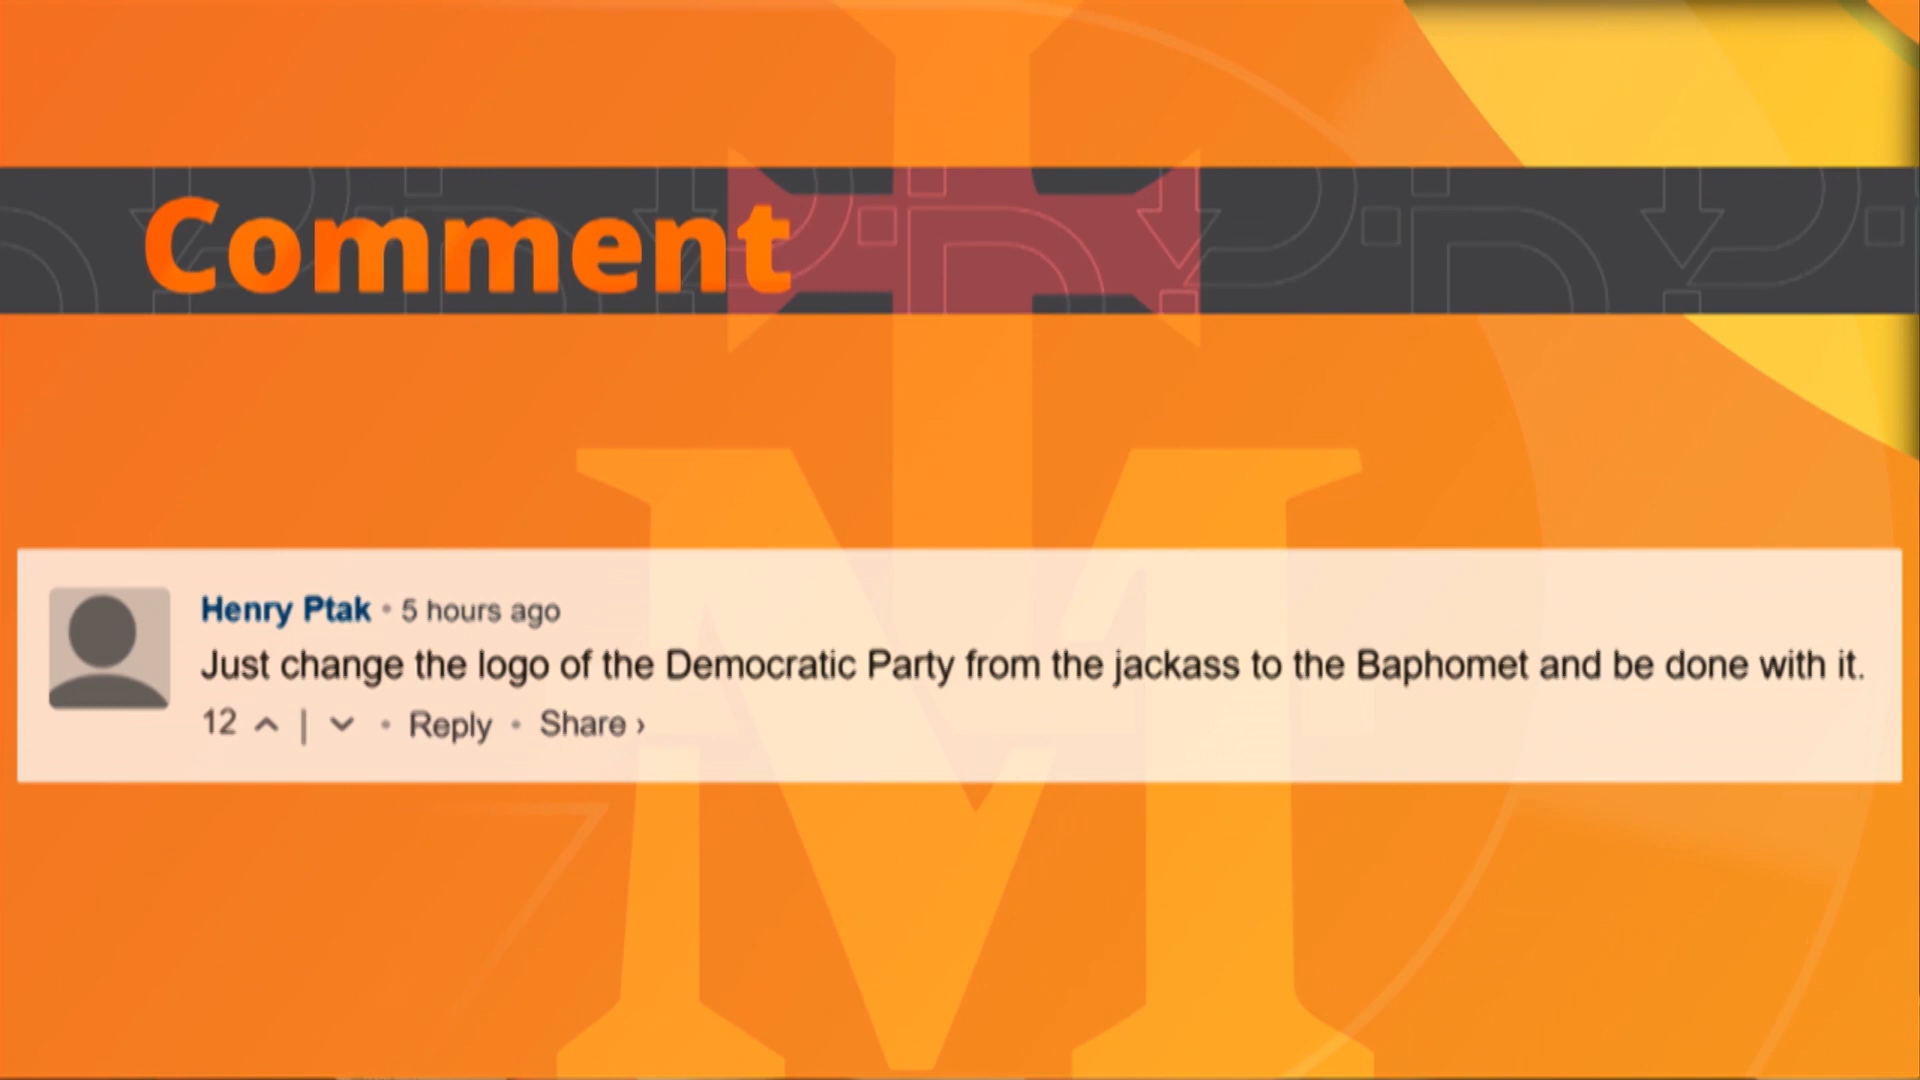 Comment
Henry Ptak • 5 hours ago
Just change the logo of the Democratic Party from the jackass to the Baphomet and be done with it.
12 | • Reply • Share ›